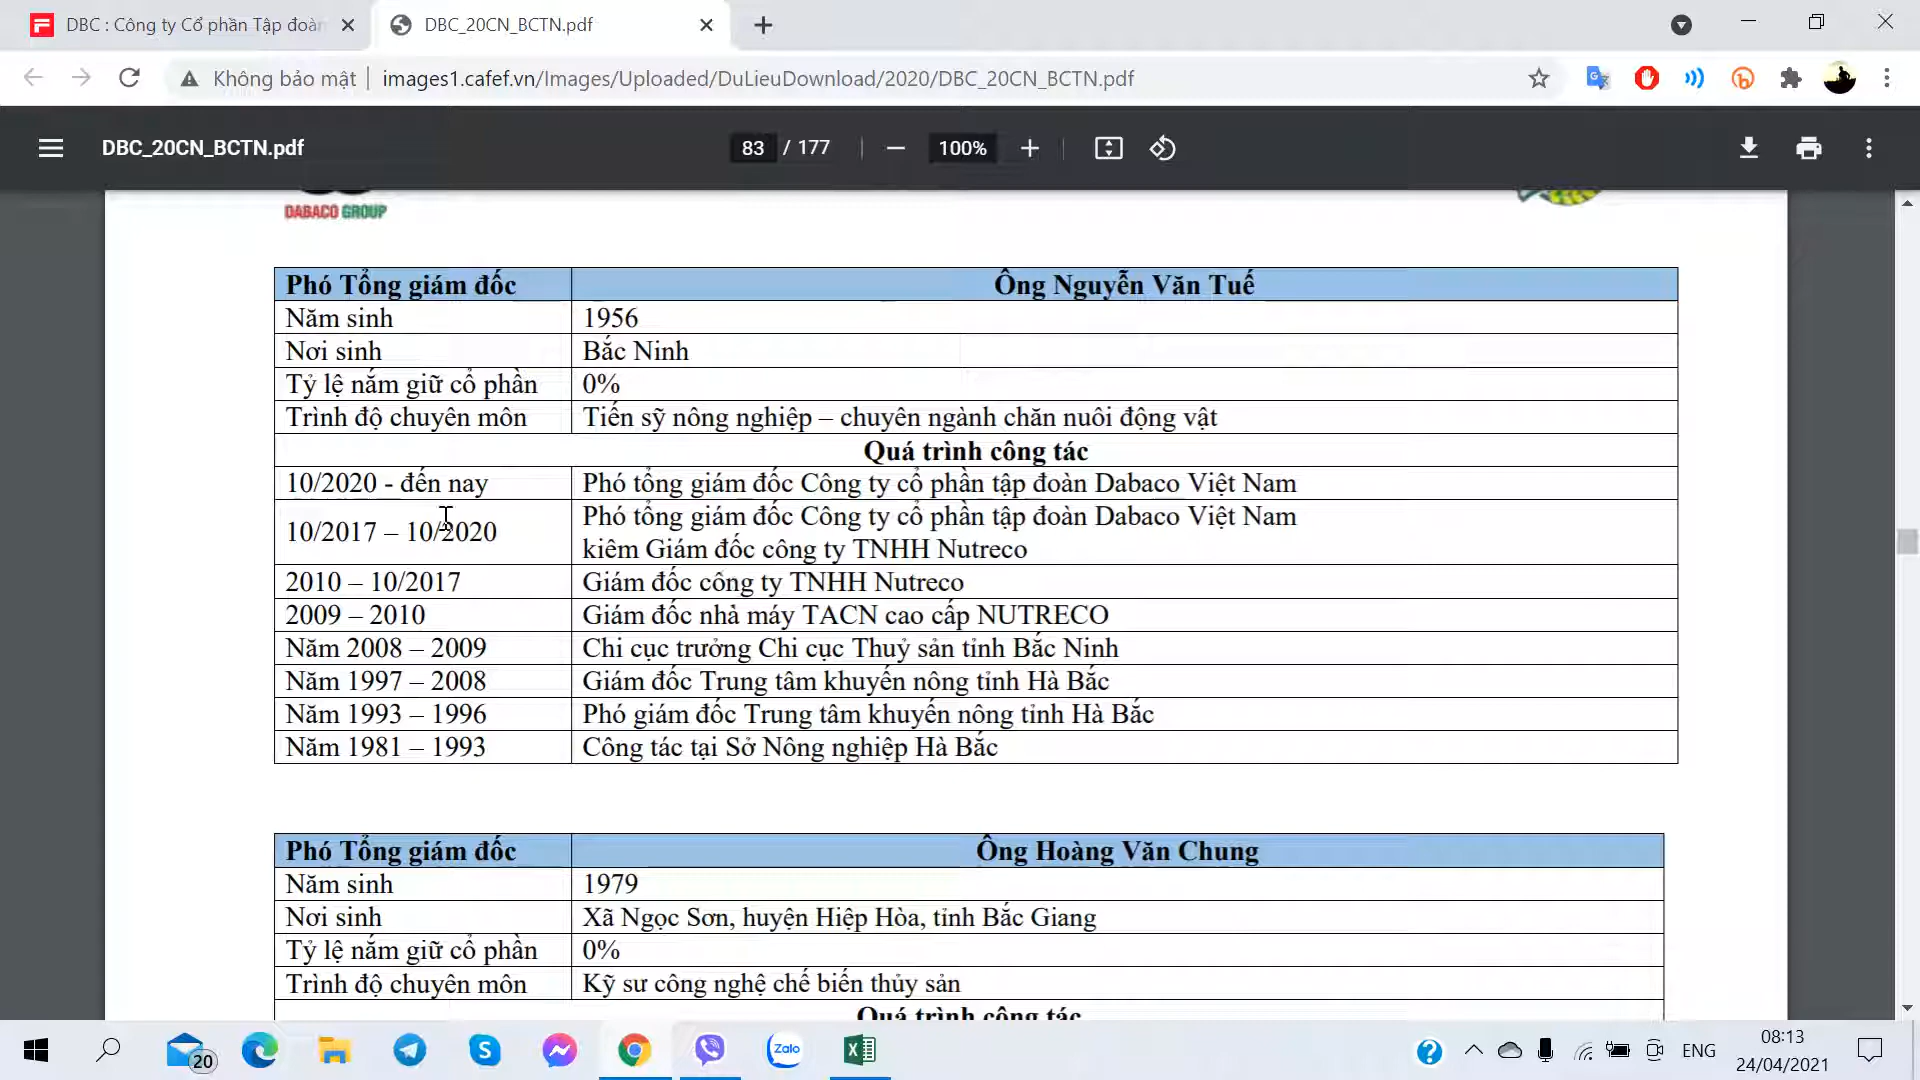 DBC : Công ty Cổ phần Tập đoàn
DBC_20CN_BCTN.pdf
Không bảo mật
images1.cafef.vn/Images/Uploaded/DuLieuDownload/2020/DBC_20CN_BCTN.pdf
DBC_20CN_BCTN.pdf
83 / 177
100%
DABACO GROUP
Phó Tổng giám đốc Ông Nguyễn Văn Tuế
Năm sinh 1956
Nơi sinh Bắc Ninh
Tỷ lệ nắm giữ cổ phần 0%
Trình độ chuyên môn Tiến sỹ nông nghiệp – chuyên ngành chăn nuôi động vật
Quá trình công tác
10/2020 - đến nay Phó tổng giám đốc Công ty cổ phần tập đoàn Dabaco Việt Nam
10/2017 – 10/2020 Phó tổng giám đốc Công ty cổ phần tập đoàn Dabaco Việt Nam
kiêm Giám đốc công ty TNHH Nutreco
2010 – 10/2017 Giám đốc công ty TNHH Nutreco
2009 – 2010 Giám đốc nhà máy TACN cao cấp NUTRECO
Năm 2008 – 2009 Chi cục trưởng Chi cục Thuỷ sản tỉnh Bắc Ninh
Năm 1997 – 2008 Giám đốc Trung tâm khuyến nông tỉnh Hà Bắc
Năm 1993 – 1996 Phó giám đốc Trung tâm khuyến nông tỉnh Hà Bắc
Năm 1981 – 1993 Công tác tại Sở Nông nghiệp Hà Bắc
Phó Tổng giám đốc Ông Hoàng Văn Chung
Năm sinh 1979
Nơi sinh Xã Ngọc Sơn, huyện Hiệp Hòa, tỉnh Bắc Giang
Tỷ lệ nắm giữ cổ phần 0%
Trình độ chuyên môn Kỹ sư công nghệ chế biến thủy sản
Quá trình công tác
20
Zalo
ENG
08:13
24/04/2021